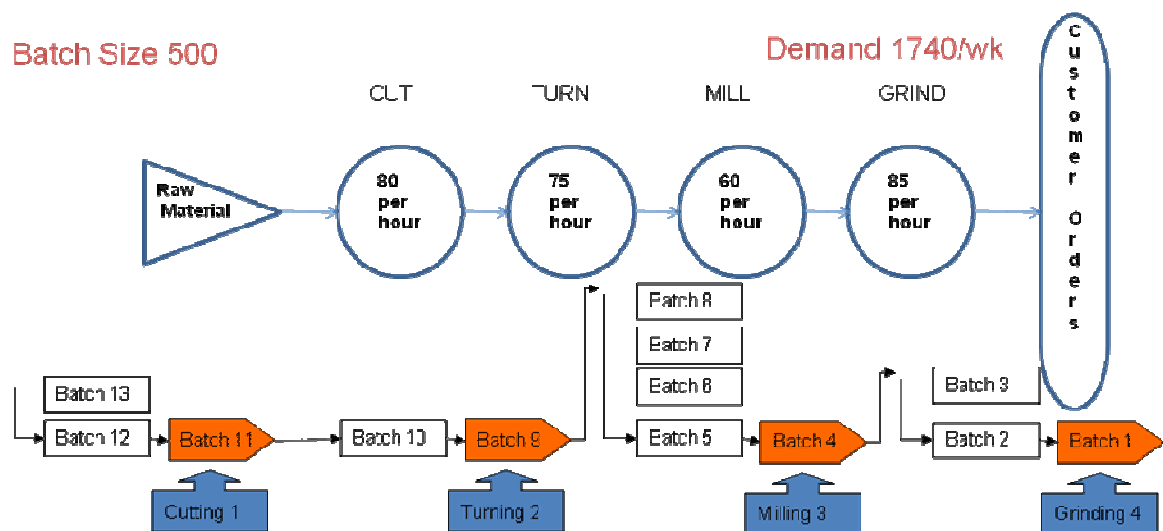 Batch Size 500
Demand 1740/wk
CUT
TURN
MILL
GRIND
Raw
Material
80
per
hour
75
per
hour
60
per
hour
85
per
hour
Customer Orders
Batch 8
Batch 7
Batch 6
Batch 13
Batch 3
Batch 12
Batch 11
Batch 10
Batch 9
Batch 5
Batch 4
Batch 2
Batch 1
Cutting 1
Turning 2
Milling 3
Grinding 4